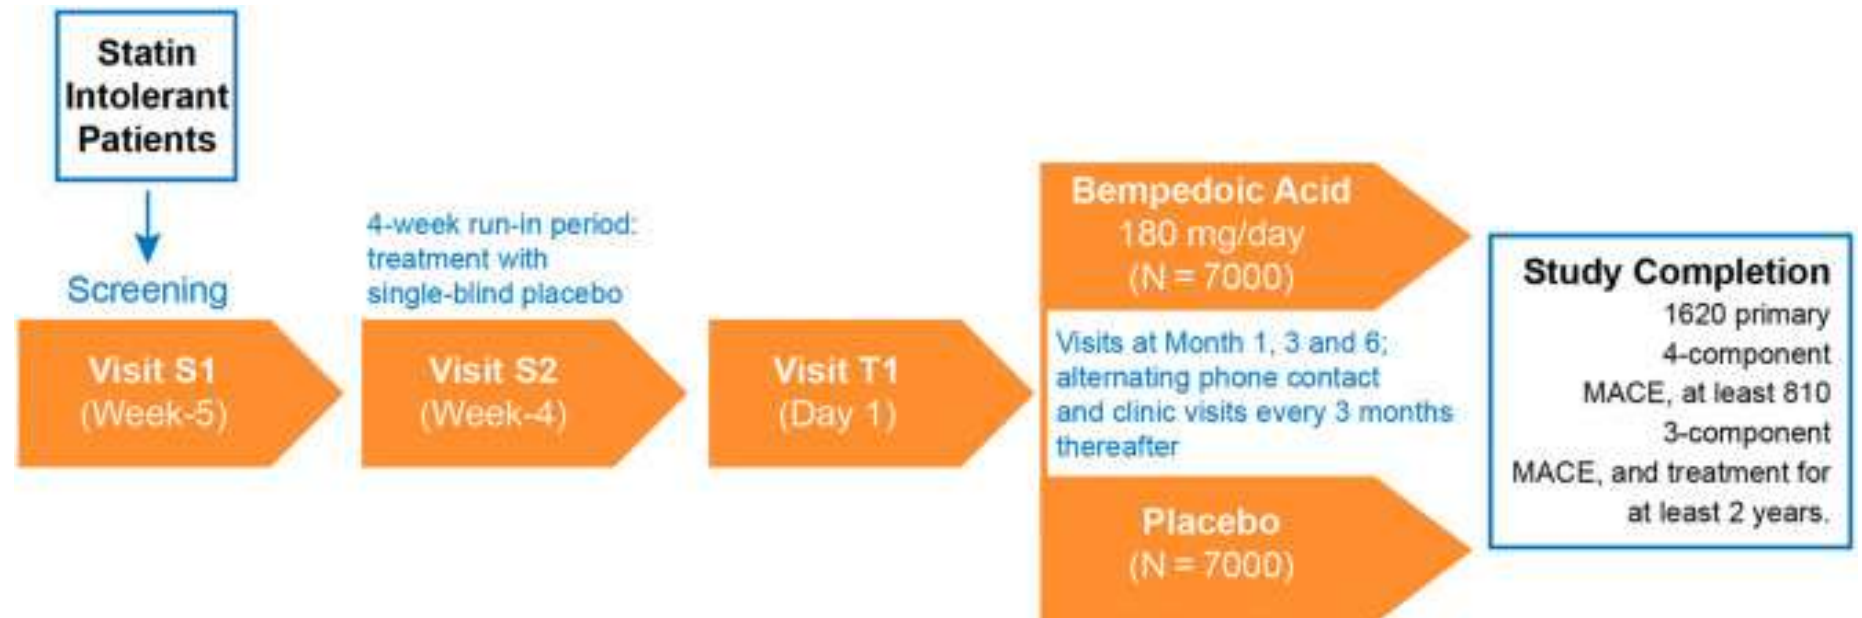 Statin
Intolerant
Patients
Screening
Visit S1
(Week-5)
4-week run-in period:
treatment with
single-blind placebo
Visit S2
(Week-4)
Visit T1
(Day 1)
Bempedoic Acid
180 mg/day
(N = 7000)
Visits at Month 1, 3 and 6;
alternating phone contact
and clinic visits every 3 months
thereafter
Placebo
(N = 7000)
Study Completion
1620 primary
4-component
MACE, at least 810
3-component
MACE, and treatment for
at least 2 years.